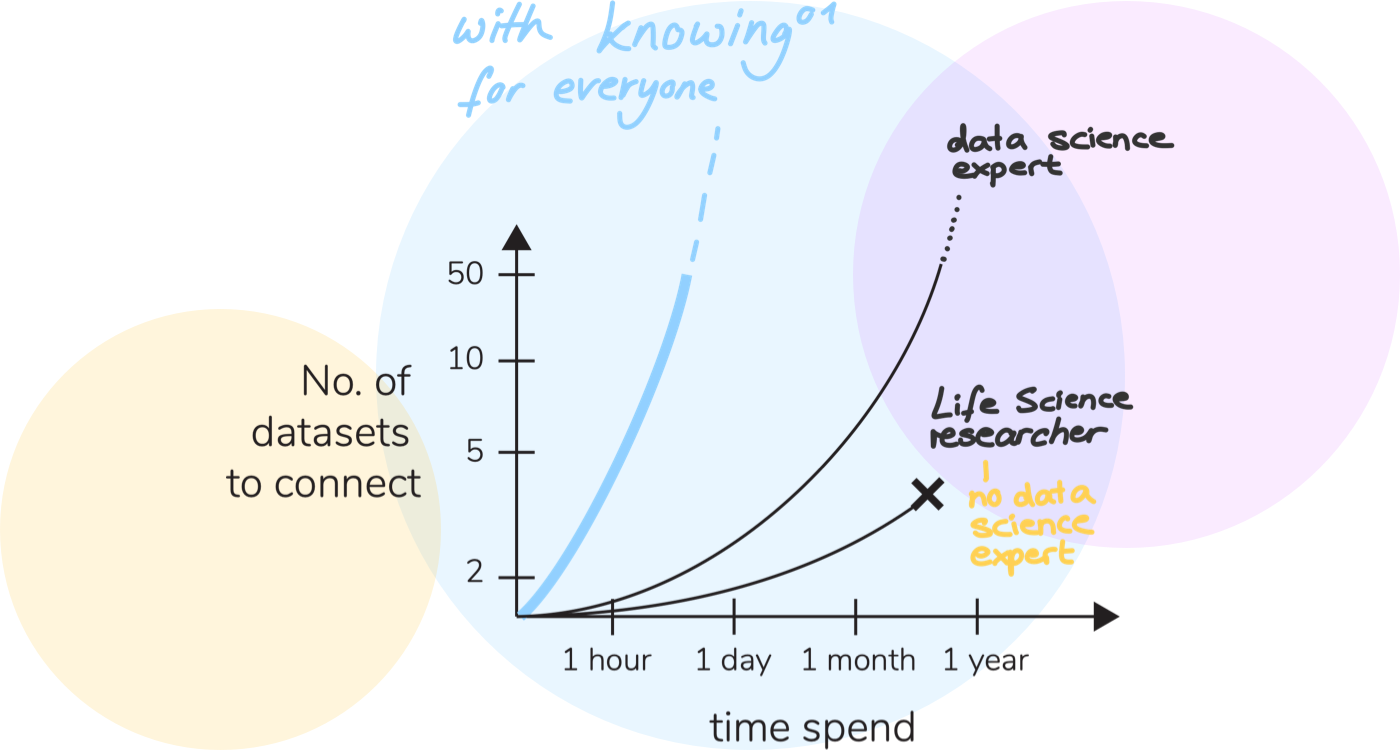 with knowing01
for everyone
data science
expert
50
10
No. of
datasets
to connect
5
2
Life Science
researcher
no data
science
expert
1 hour
1 day
1 month
1 year
time spend